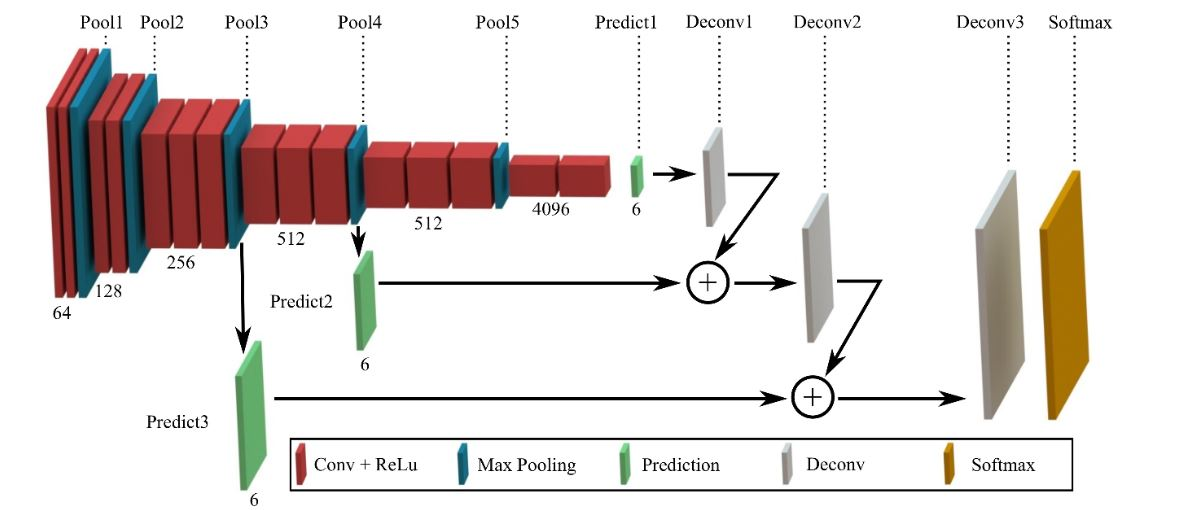 Pool1 Pool2 Pool3 Pool4 Pool5 Predict1 Deconv1 Deconv2 Deconv3 Softmax
64
128
256
512
512
4096
6
+
Predict2
6
Predict3
+
6
Conv + ReLu Max Pooling Prediction Deconv Softmax